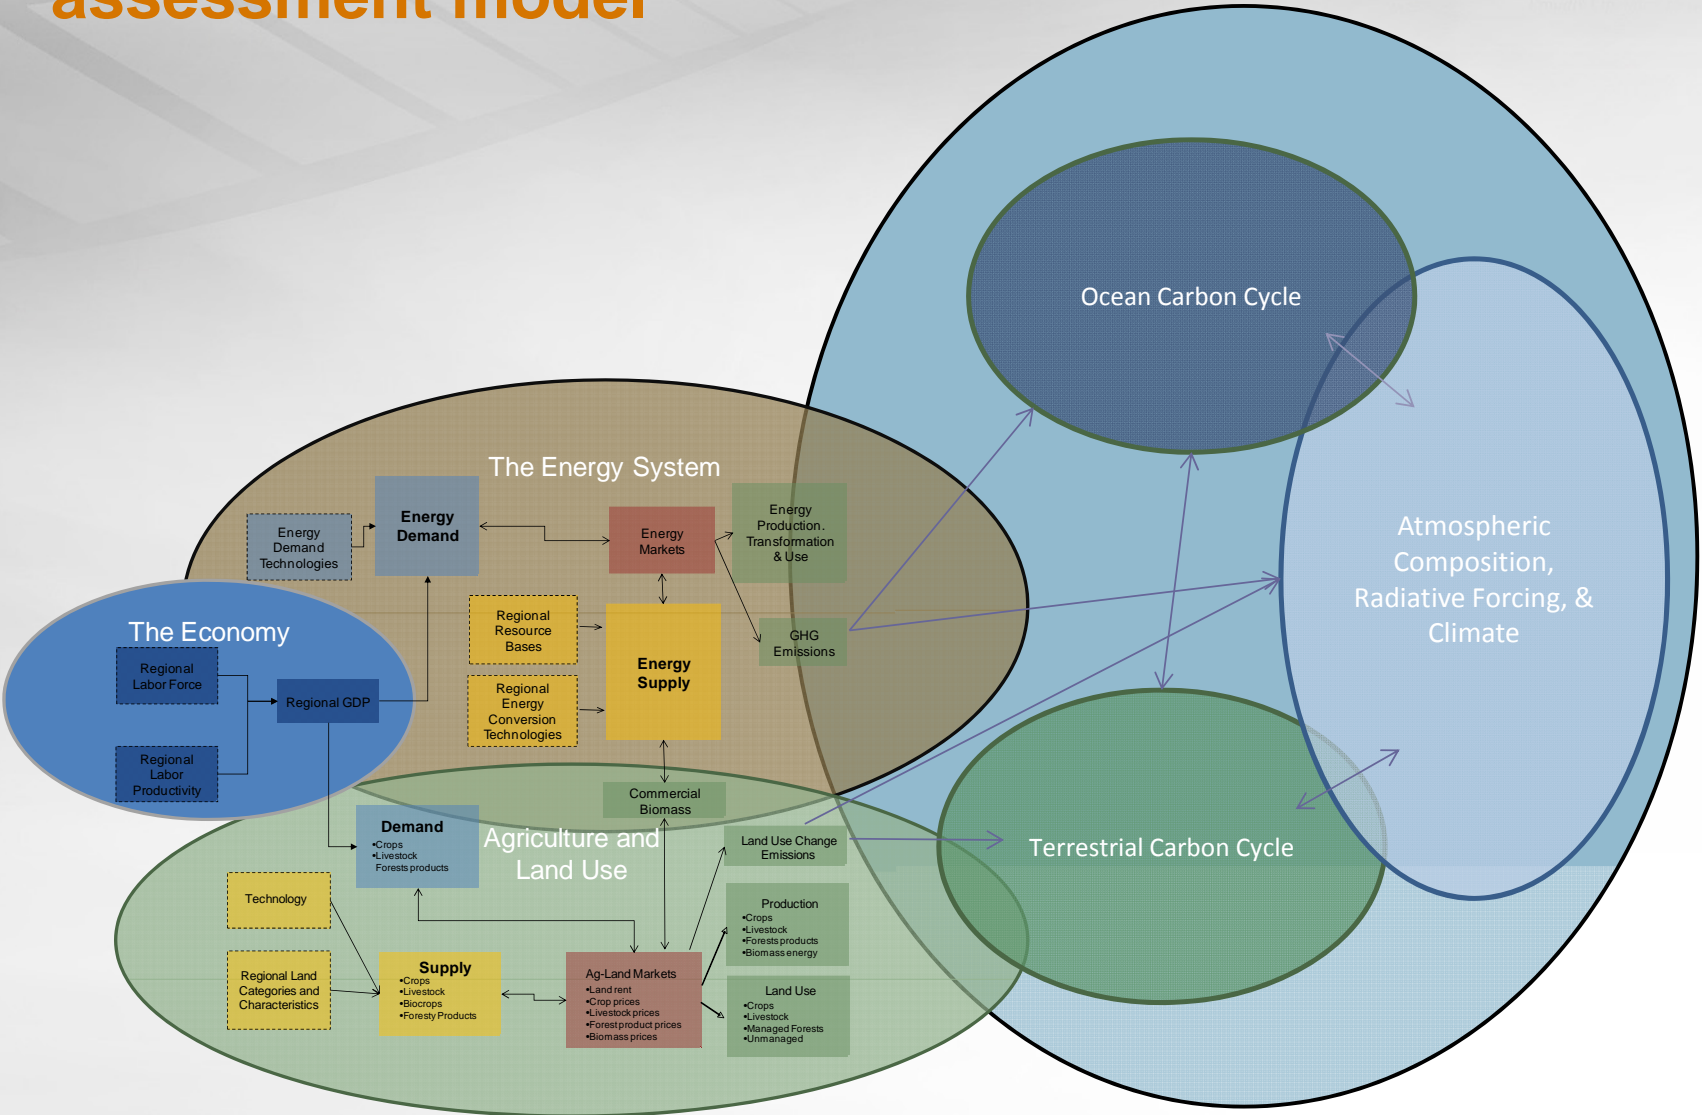 assessment model
Ocean Carbon Cycle
Atmospheric
Composition,
Radiative Forcing, &
Climate
Terrestrial Carbon Cycle
The Energy System
Energy
Demand
Technologies
Energy
Demand
Energy
Markets
Energy
Production.
Transformation
& Use
Regional
Resource
Bases
Regional
Energy
Conversion
Technologies
Energy
Supply
GHG
Emissions
The Economy
Regional
Labor Force
Regional GDP
Regional
Labor
Productivity
Commercial
Biomass
Agriculture and
Land Use
Demand
•Crops
•Livestock
Forests products
Land Use Change
Emissions
Technology
Regional Land
Categories and
Characteristics
Supply
•Crops
•Livestock
•Biocrops
•Foresty Products
Ag-Land Markets
•Land rent
•Crop prices
•Livestock prices
•Forest product prices
•Biomass prices
Production
•Crops
•Livestock
•Forests products
•Biomass energy
Land Use
•Crops
•Livestock
•Managed Forests
•Unmanaged